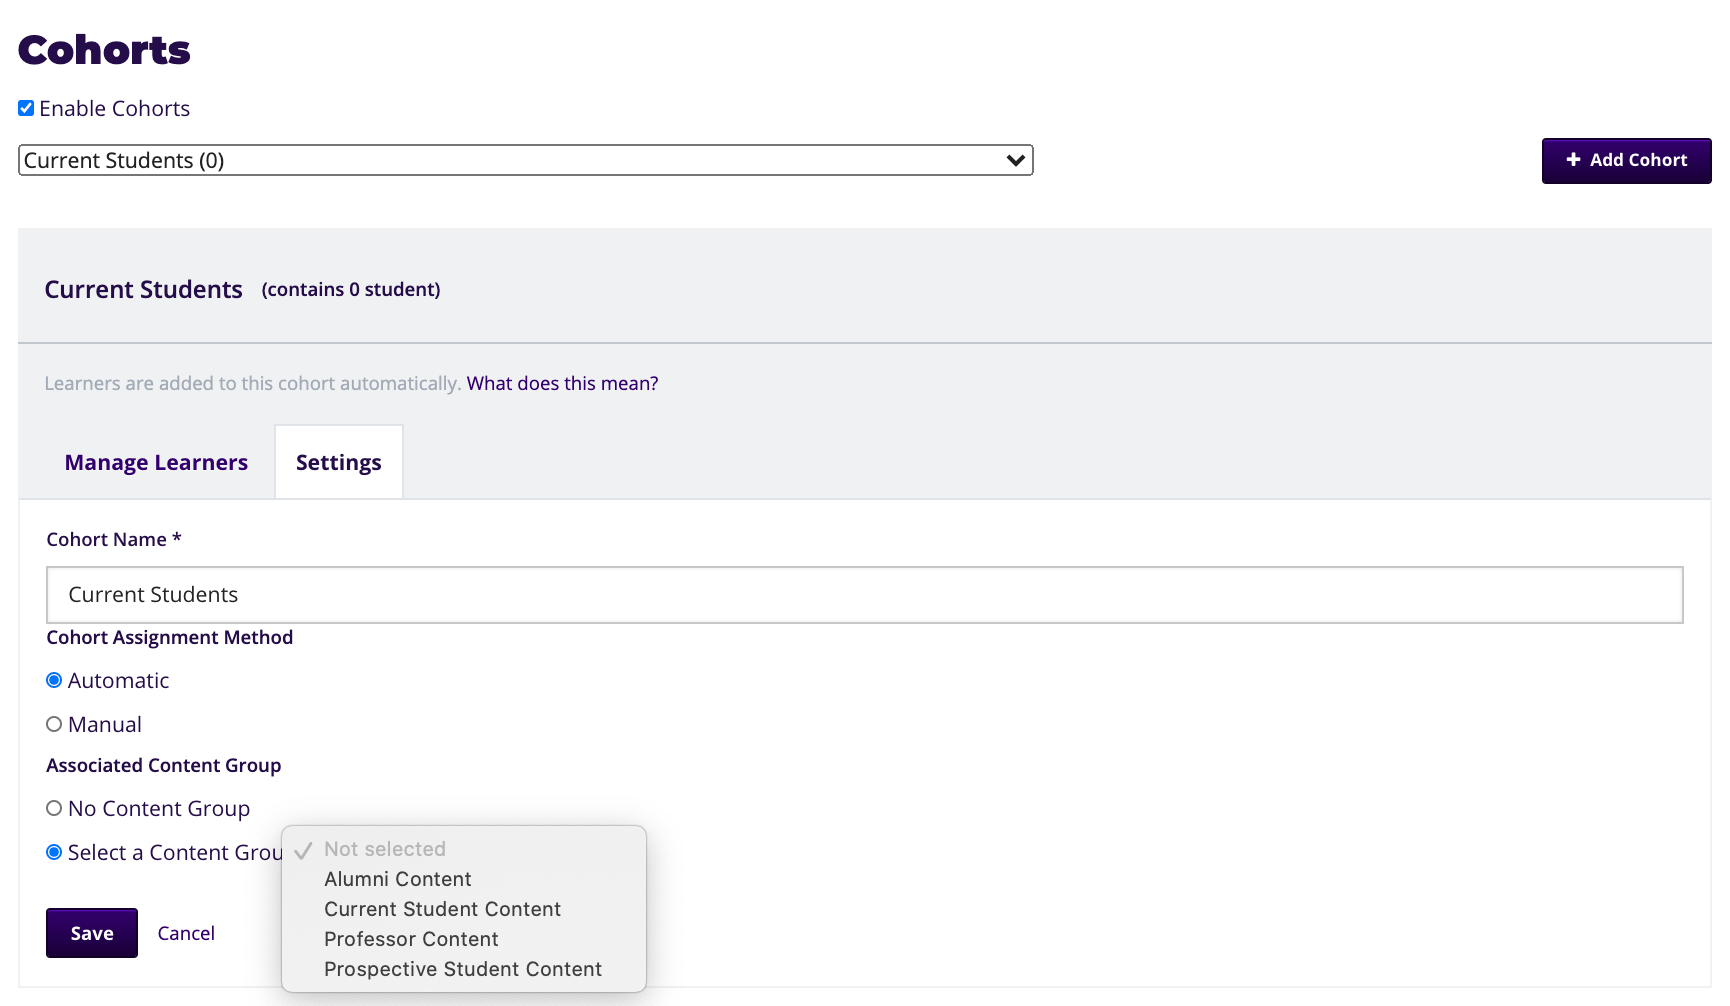 Cohorts
Enable Cohorts
Current Students (0)
+ Add Cohort
Current Students (contains 0 student)
Learners are added to this cohort automatically. What does this mean?
Manage Learners Settings
Cohort Name *
Current Students
Cohort Assignment Method
Automatic
Manual
Associated Content Group
No Content Group
Select a Content Grou
Not selected
Alumni Content
Current Student Content
Professor Content
Prospective Student Content
Save Cancel